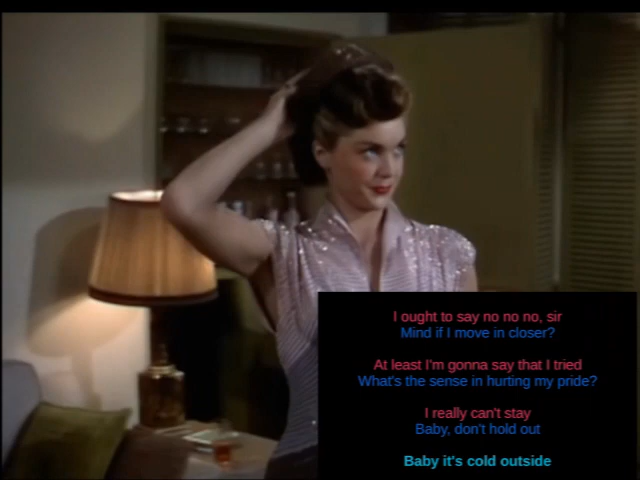 I ought to say no no no, sir
Mind if I move in closer?
At least I'm gonna say that I tried
What's the sense in hurting my pride?
I really can't stay
Baby, don't hold out
Baby it's cold outside